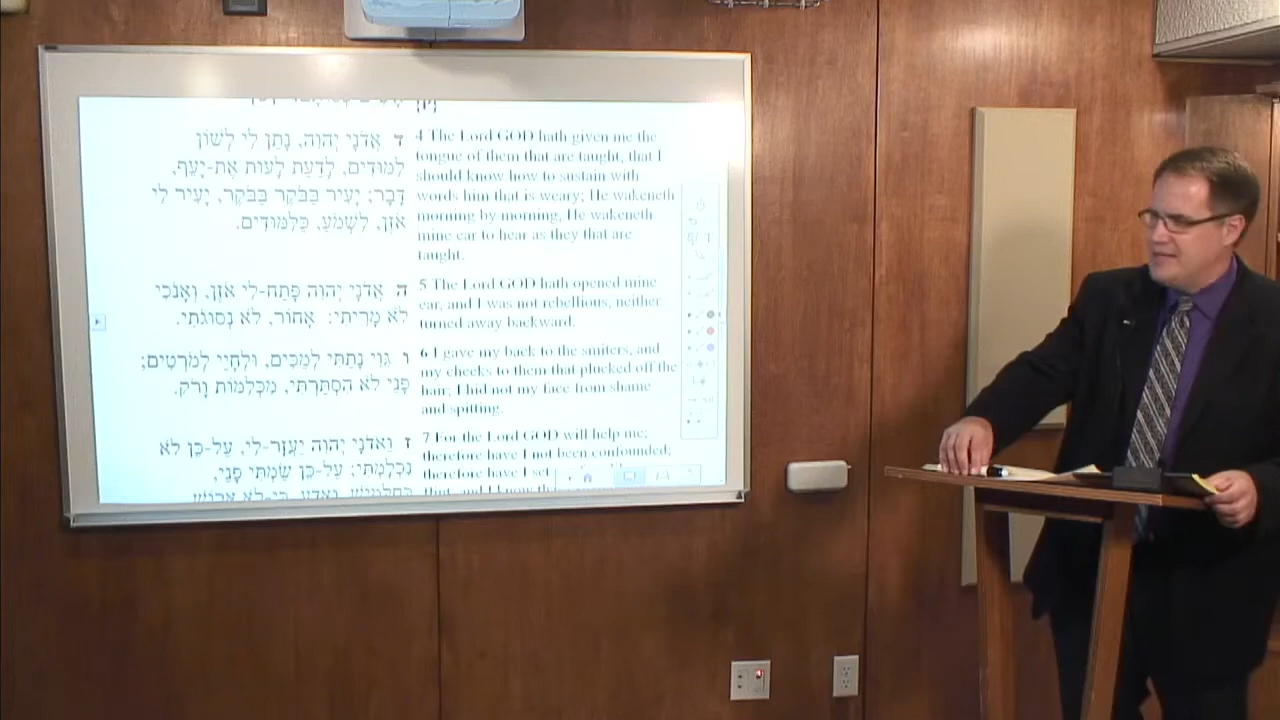 ד אֲדֹנָי יְהוִה, נָתַן לִי לְשׁוֹן
לִמּוּדִים, לָדַעַת לָעוּת אֶת-יָעֵף,
דָּבָר; יָעִיר בַּבֹּקֶר בַּבֹּקֶר, יָעִיר לִי
אֹזֶן, לִשְׁמֹעַ, כַּלִּמּוּדִים.
4 The Lord GOD hath given me the
tongue of them that are taught, that I
should know how to sustain with
words him that is weary; He wakeneth
morning by morning, He wakeneth
mine ear to hear as they that are
taught.
ה אֲדֹנָי יְהוִה פָּתַח-לִי אֹזֶן, וְאָנֹכִי
לֹא מָרִיתִי: אָחוֹר, לֹא נְסוּגֹתִי.
5 The Lord GOD hath opened mine
ear, and I was not rebellious, neither
turned away backward.
ו גֵּוִי נָתַתִּי לְמַכִּים, וּלְחָיַי לְמֹרְטִים;
פָּנַי לֹא הִסְתַּרְתִּי, מִכְּלִמּוֹת וָרֹק.
6 I gave my back to the smiters, and
my cheeks to them that plucked off the
hair; I hid not my face from shame
and spitting.
ז וַאדֹנָי יְהוִה יַעֲזָר-לִי, עַל-כֵּן לֹא
נִכְלָמְתִּי; עַל-כֵּן שַׂמְתִּי פָנַי,
כַּחַלָּמִישׁ, וָאֵדַע, כִּי-לֹא אֵבוֹשׁ
7 For the Lord GOD will help me;
therefore have I not been confounded;
therefore have I set